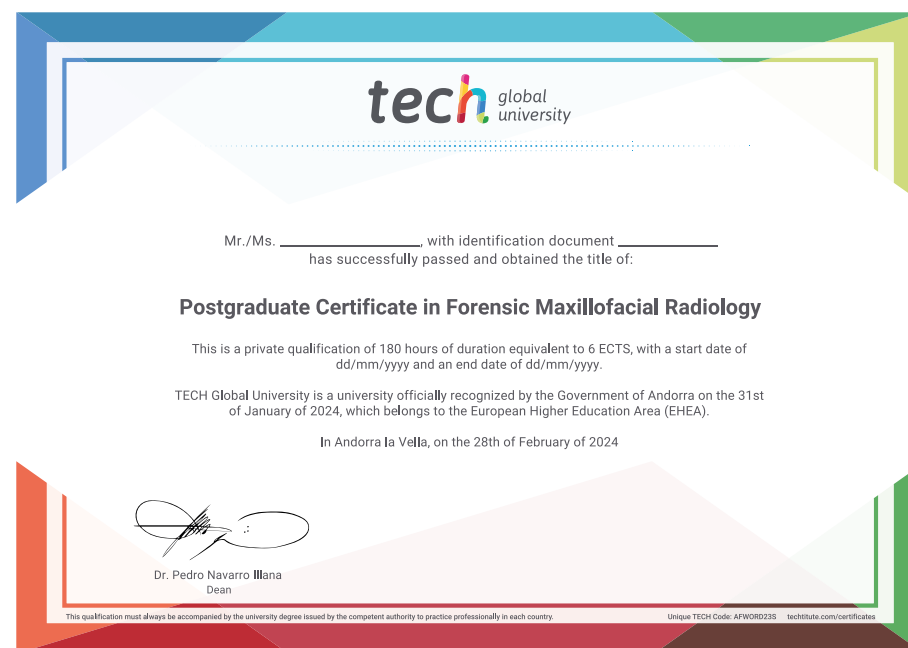 tech global university
Mr./Ms. ____________, with identification document ____________
has successfully passed and obtained the title of:
Postgraduate Certificate in Forensic Maxillofacial Radiology
This is a private qualification of 180 hours of duration equivalent to 6 ECTS, with a start date of
dd/mm/yyyy and an end date of dd/mm/yyyy.
TECH Global University is a university officially recognized by the Government of Andorra on the 31st
of January of 2024, which belongs to the European Higher Education Area (EHEA).
In Andorra la Vella, on the 28th of February of 2024
Dr. Pedro Navarro Illana
Dean
This qualification must always be accompanied by the university degree issued by the competent authority to practice professionally in each country. Unique TECH Code: AFWORD23S techtitute.com/certificates